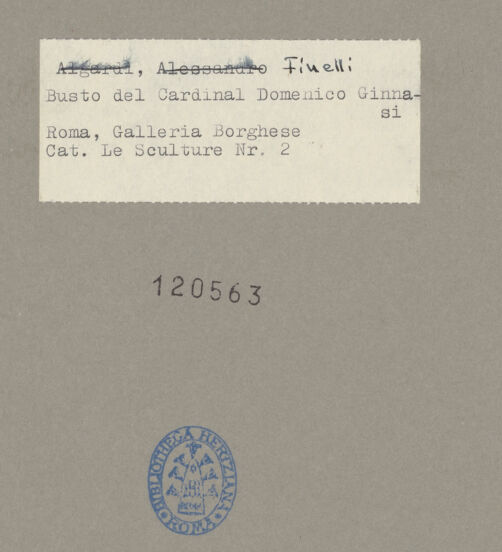 Algardi, Alessandro Finelli
Busto del Cardinal Domenico Ginna-
si
Roma, Galleria Borghese
Cat. Le Sculture Nr. 2
120563
BIBLIOTHECA HERTZIANA
ROMA